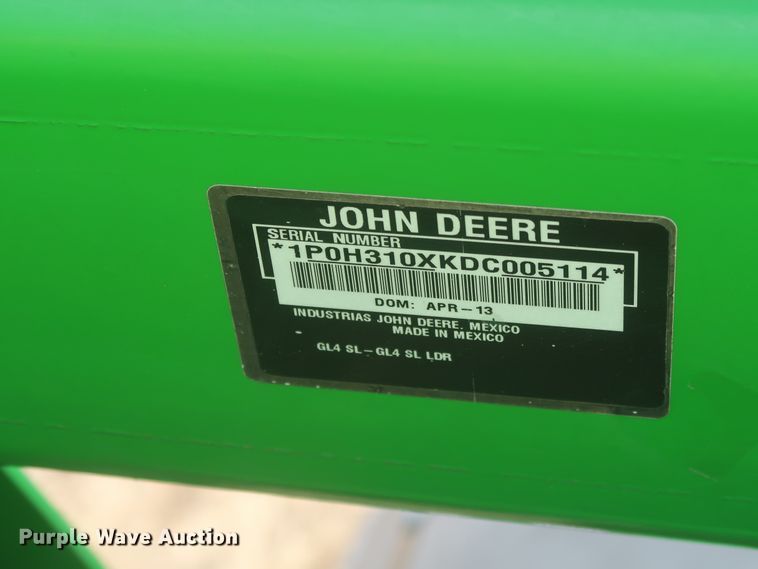 JOHN DEERE
SERIAL NUMBER
*1P0H310XKDC005114*
DOM: APR-13
INDUSTRIAS JOHN DEERE, MEXICO
MADE IN MEXICO
GL4 SL-GL4 SL LDR
Purple Wave Auction®